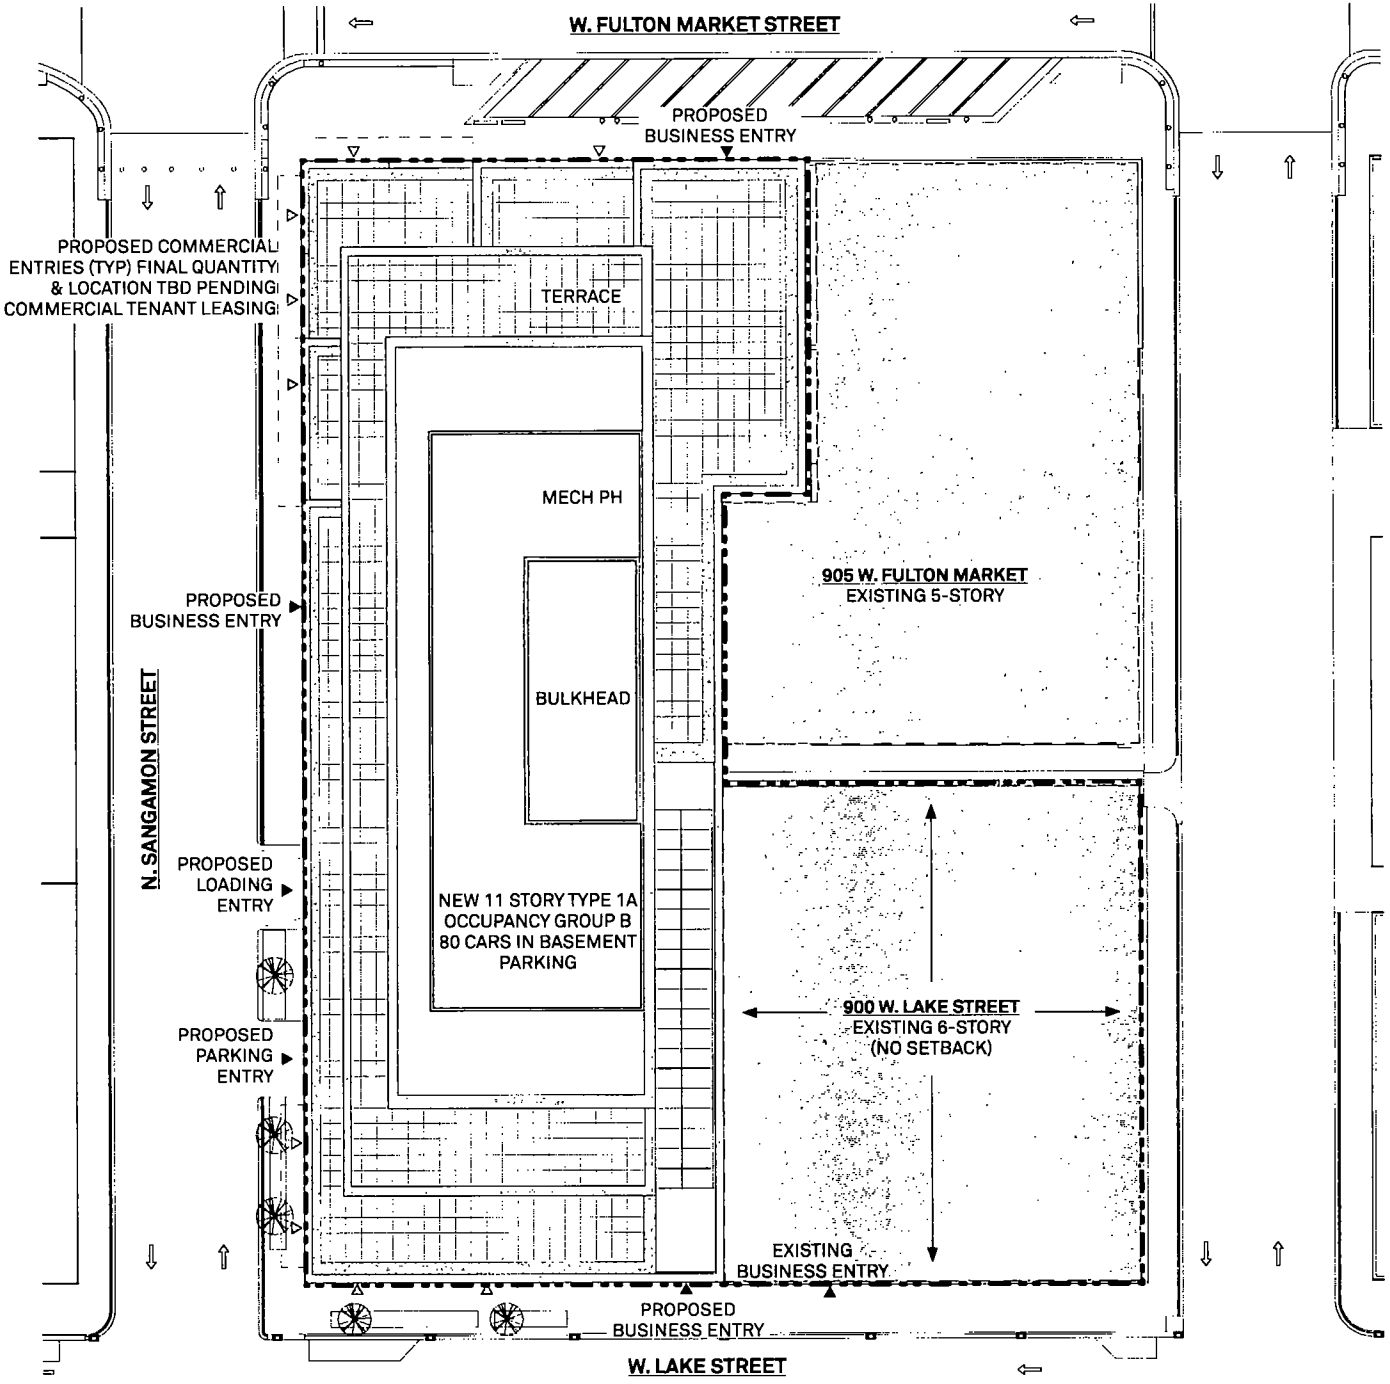 W. FULTON MARKET STREET
PROPOSED
BUSINESS ENTRY
PROPOSED COMMERCIAL
ENTRIES (TYP) FINAL QUANTITY
& LOCATION TBD PENDING
COMMERCIAL TENANT LEASING
TERRACE
MECH PH
905 W. FULTON MARKET
EXISTING 5-STORY
PROPOSED
BUSINESS ENTRY
BULKHEAD
N. SANGAMON STREET
PROPOSED
LOADING
ENTRY
NEW 11 STORY TYPE 1A
OCCUPANCY GROUP B
80 CARS IN BASEMENT
PARKING
900 W. LAKE STREET
EXISTING 6-STORY
(NO SETBACK)
PROPOSED
PARKING
ENTRY
EXISTING
BUSINESS ENTRY
PROPOSED
BUSINESS ENTRY
W. LAKE STREET